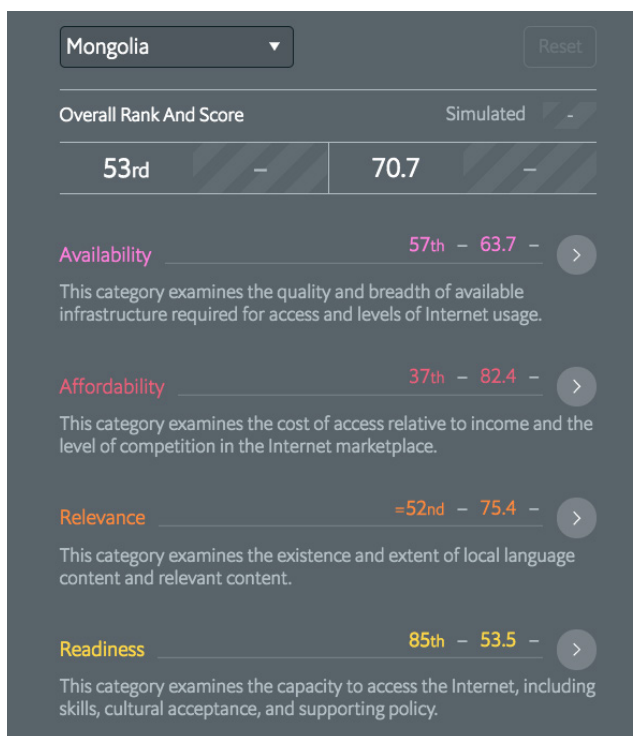 Mongolia ▼ Reset
Overall Rank And Score Simulated -
53rd – 70.7 –
Availability 57th – 63.7 –
This category examines the quality and breadth of available
infrastructure required for access and levels of Internet usage.
Affordability 37th – 82.4 –
This category examines the cost of access relative to income and the
level of competition in the Internet marketplace.
Relevance =52nd – 75.4 –
This category examines the existence and extent of local language
content and relevant content.
Readiness 85th – 53.5 –
This category examines the capacity to access the Internet, including
skills, cultural acceptance, and supporting policy.